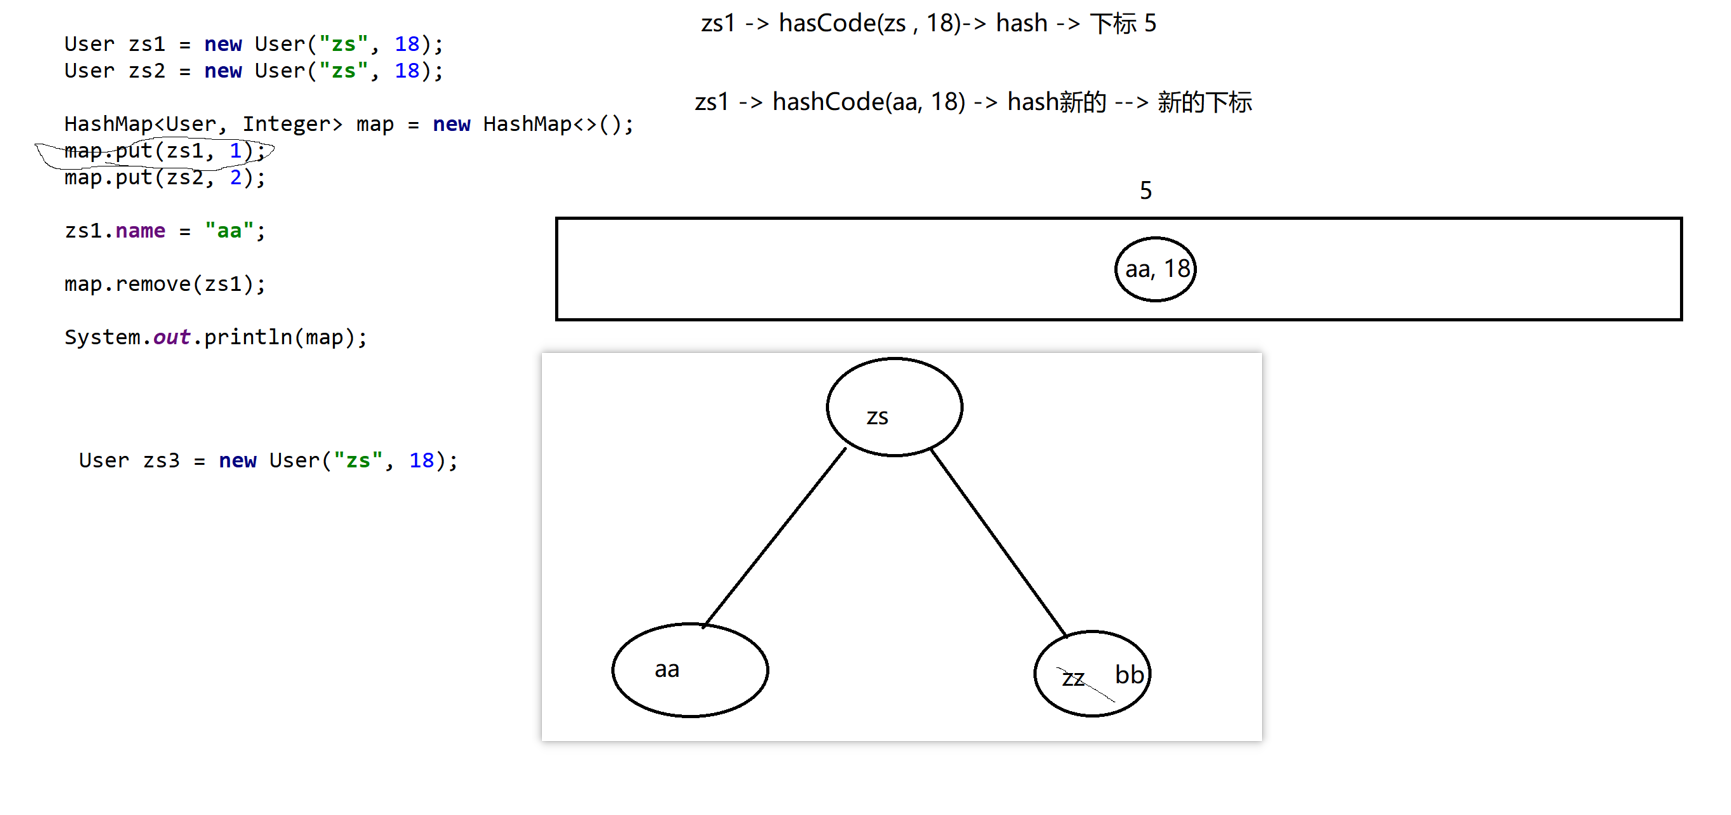 User zs1 = new User("zs", 18);
User zs2 = new User("zs", 18);
HashMap<User, Integer> map = new HashMap<>();
map.put(zs1, 1);
map.put(zs2, 2);
zs1.name = "aa";
map.remove(zs1);
System.out.println(map);
User zs3 = new User("zs", 18);
zs1 -> hasCode(zs , 18)-> hash -> 下标 5
zs1 -> hashCode(aa, 18) -> hash新的 --> 新的下标
5
aa, 18
zs
aa
zz bb